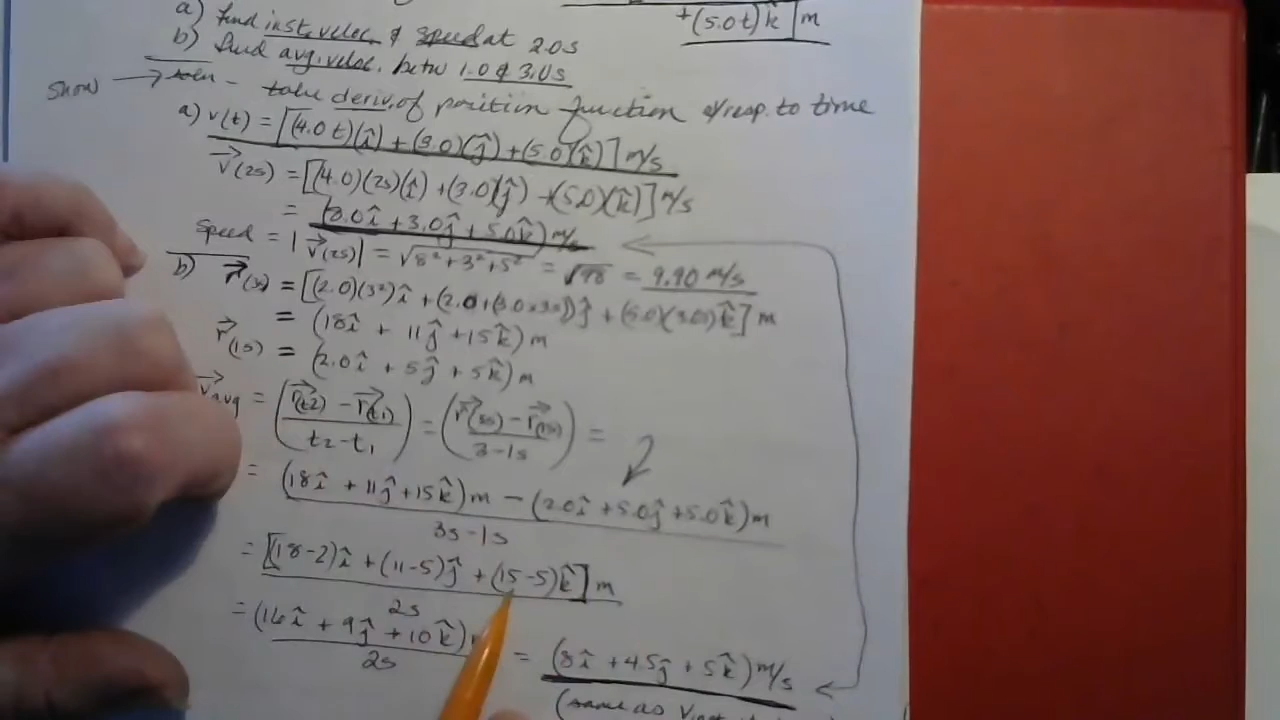 +(5.0t)k̂] m
a) find inst. veloc. & speed at 2.0s
b) find avg. veloc. betw 1.0 & 3.0s
Show → - take deriv. of position function w/resp. to time
a) v(t) = [(4.0t)(î) + (3.0)(ĵ) + (5.0)(k̂)] m/s
v⃗(2s) = [(4.0)(2s)(î) + (3.0)(ĵ) + (5.0)(k̂)] m/s
= (8.0î + 3.0ĵ + 5.0k̂) m/s
Speed = |v⃗(2s)| = √8²+3²+5² = √98 = 9.90 m/s
b) r⃗(3) = [(2.0)(3²)î + (2.0+(3.0×3.0))ĵ + (5.0)(3.0)k̂] m
= (18î + 11ĵ + 15k̂) m
r⃗(1s) = (2.0î + 5ĵ + 5k̂) m
v⃗avg = (r⃗(t2) - r⃗(t1) / t2 - t1) = (r⃗(3s) - r⃗(1s) / 3-1s) =
= (18î + 11ĵ + 15k̂)m - (2.0î + 5.0ĵ + 5.0k̂)m
3s-1s
= [(18-2)î + (11-5)ĵ + (15-5)k̂] m
2s
= (16î + 9ĵ + 10k̂)
2s
= (8î + 4.5ĵ + 5k̂) m/s
(same as Vinst